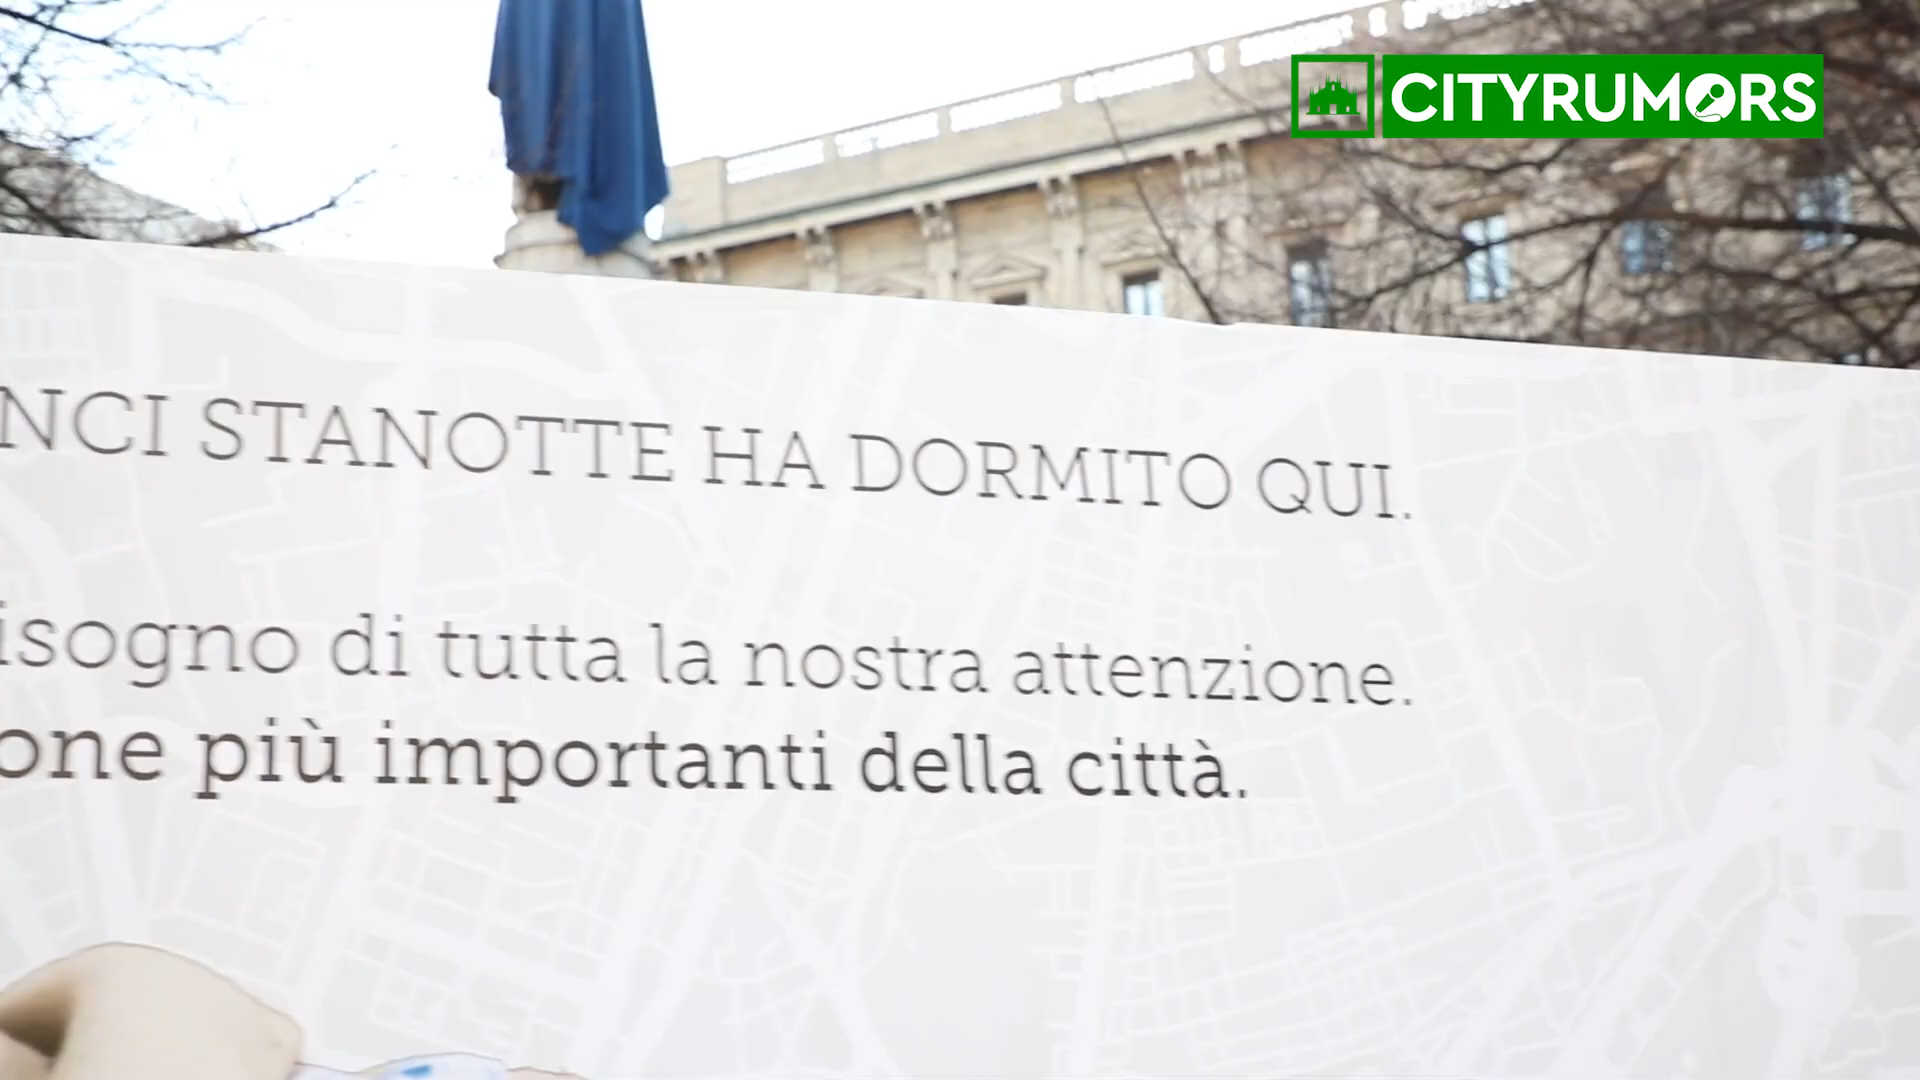 CITYRUMORS
NCI STANOTTE HA DORMITO QUI.
isogno di tutta la nostra attenzione.
one più importanti della città.